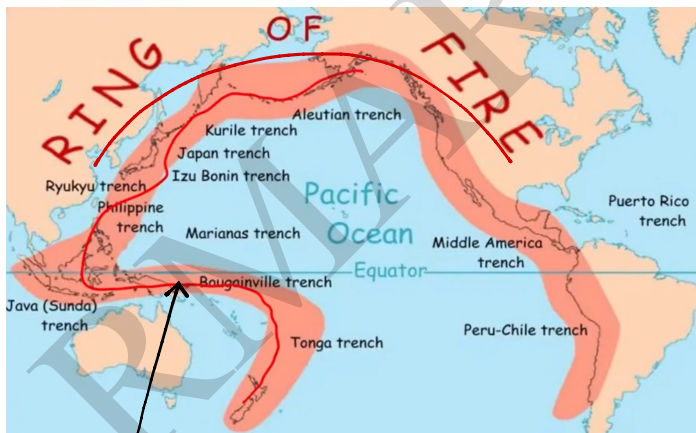 RING OF FIRE
Aleutian trench
Kurile trench
Japan trench
Izu Bonin trench
Ryukyu trench
Philippine
trench
Marianas trench
Pacific
Ocean
Puerto Rico
trench
Middle America
trench
Equator
Bougainville trench
Java (Sunda)
trench
Tonga trench
Peru-Chile trench